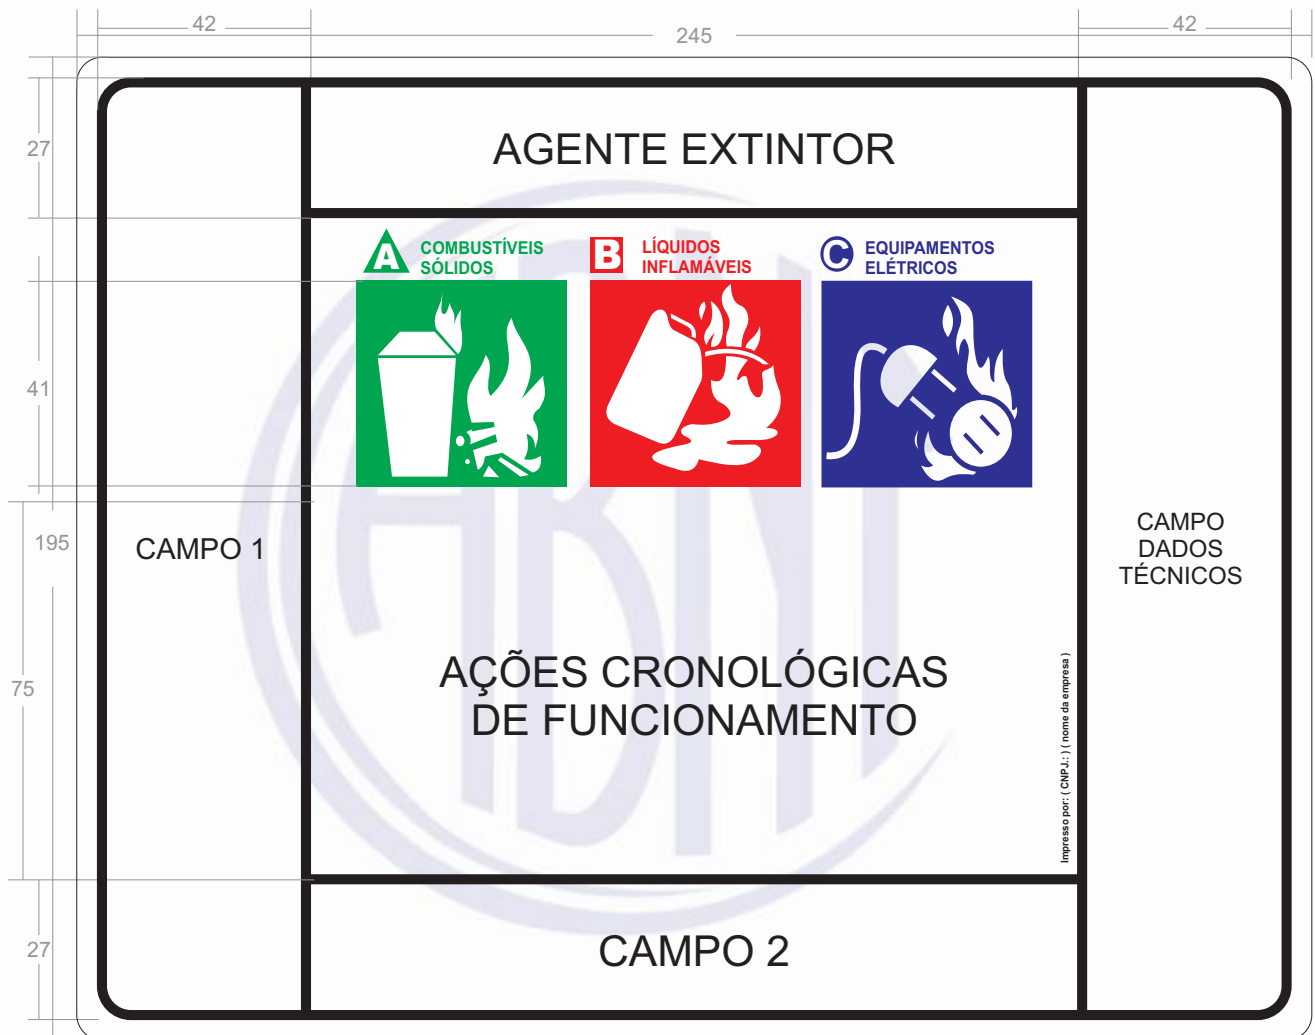 42
245
42
27
AGENTE EXTINTOR
A
COMBUSTÍVEIS
SÓLIDOS
B
LÍQUIDOS
INFLAMÁVEIS
C
EQUIPAMENTOS
ELÉTRICOS
41
195
CAMPO 1
CAMPO
DADOS
TÉCNICOS
75
AÇÕES CRONOLÓGICAS
DE FUNCIONAMENTO
Impresso por: ( CNPJ.: ) ( nome da empresa )
27
CAMPO 2
ABNT